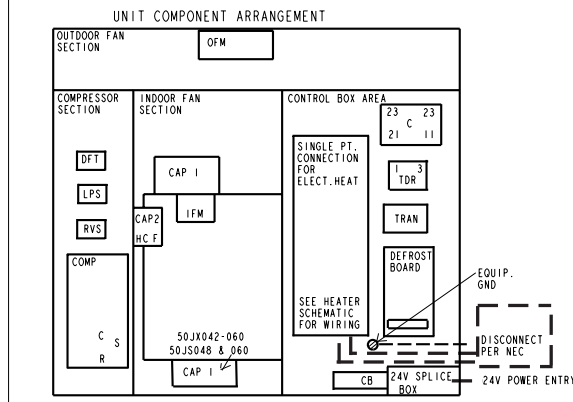 UNIT COMPONENT ARRANGEMENT
OUTDOOR FAN
SECTION
OFM
COMPRESSOR
SECTION
INDOOR FAN
SECTION
CONTROL BOX AREA
23 23
C
21 11
SINGLE PT.
CONNECTION
FOR
ELECT.HEAT
DFT
CAP 1
1 3
TDR
LPS
IFM
TRAN
CAP2
H C F
RVS
DEFROST
BOARD
COMP
EQUIP.
GND
SEE HEATER
SCHEMATIC
FOR WIRING
C
S
R
50JX042-060
50JS048 & 060
DISCONNECT
PER NEC
CAP 1
CB
24V SPLICE
BOX
24V POWER ENTRY